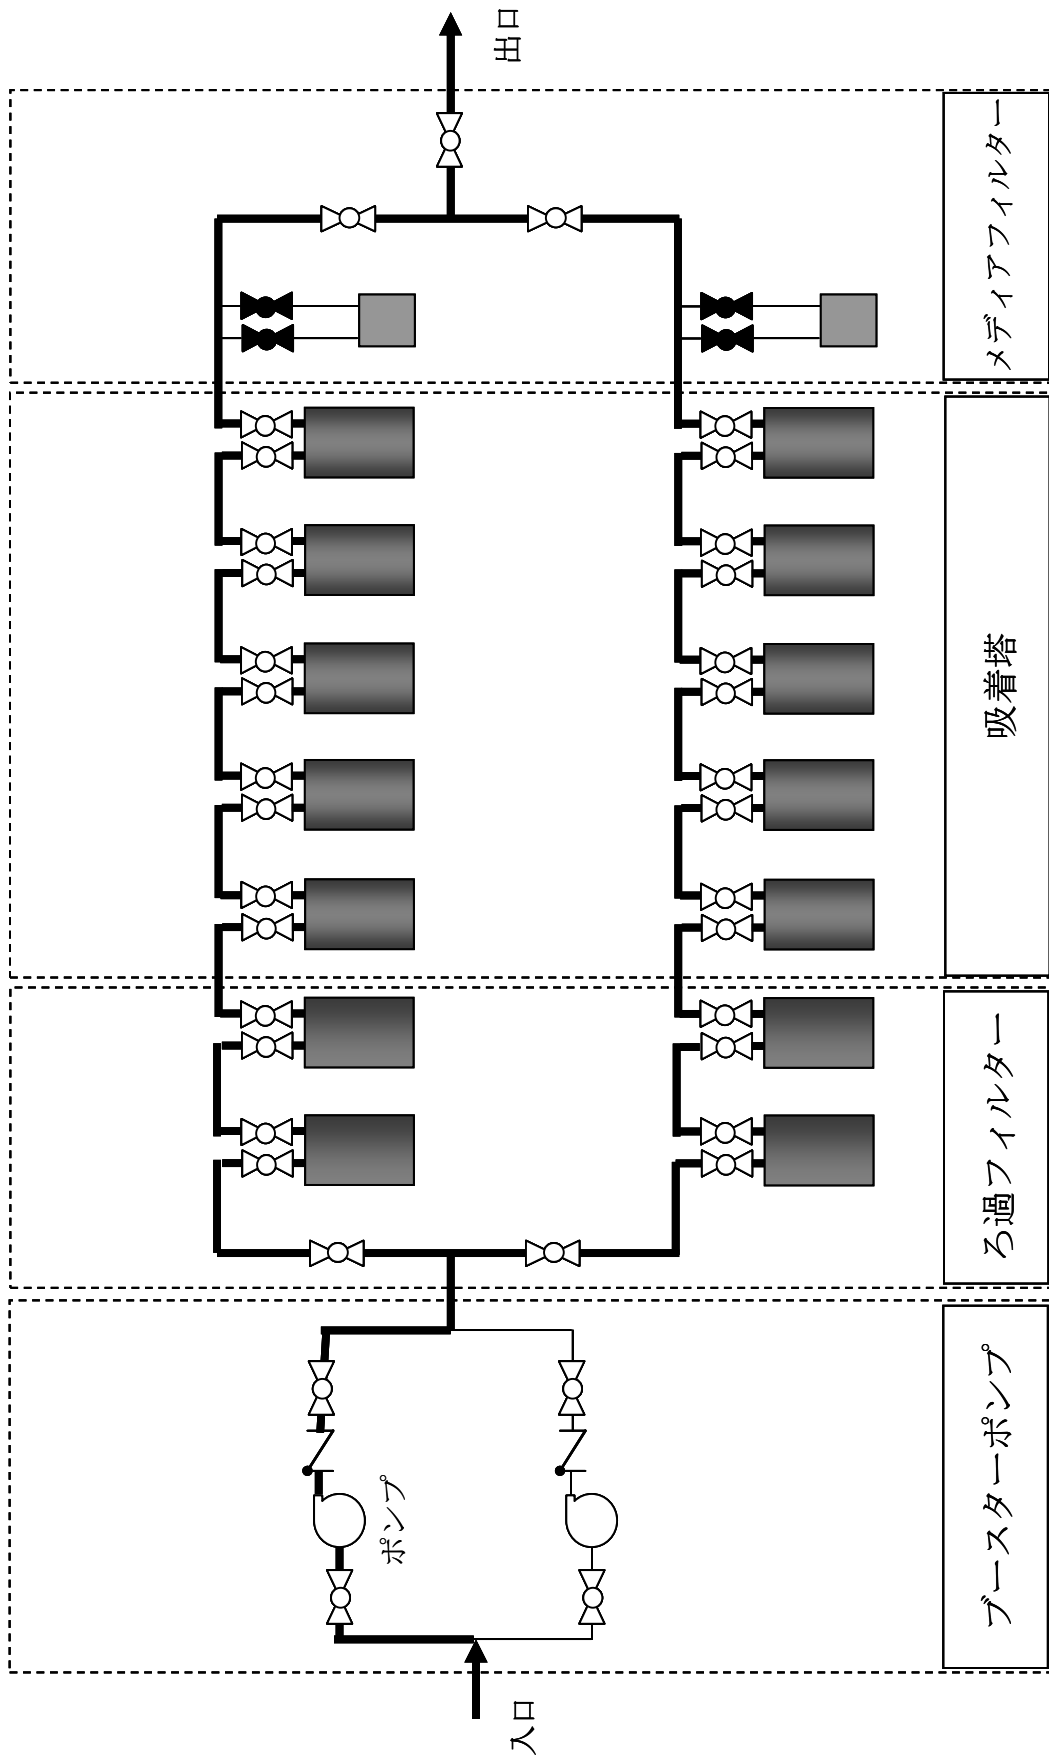 入口
ポンプ
出口
ブースターポンプ
ろ過フィルター
吸着塔
メディアフィルター